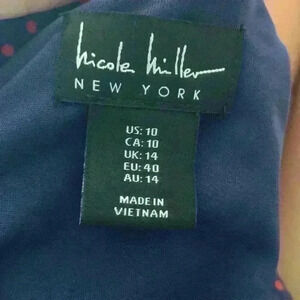 nicole miller
NEW YORK
US: 10
CA: 10
UK: 14
EU: 40
AU: 14
MADE IN
VIETNAM